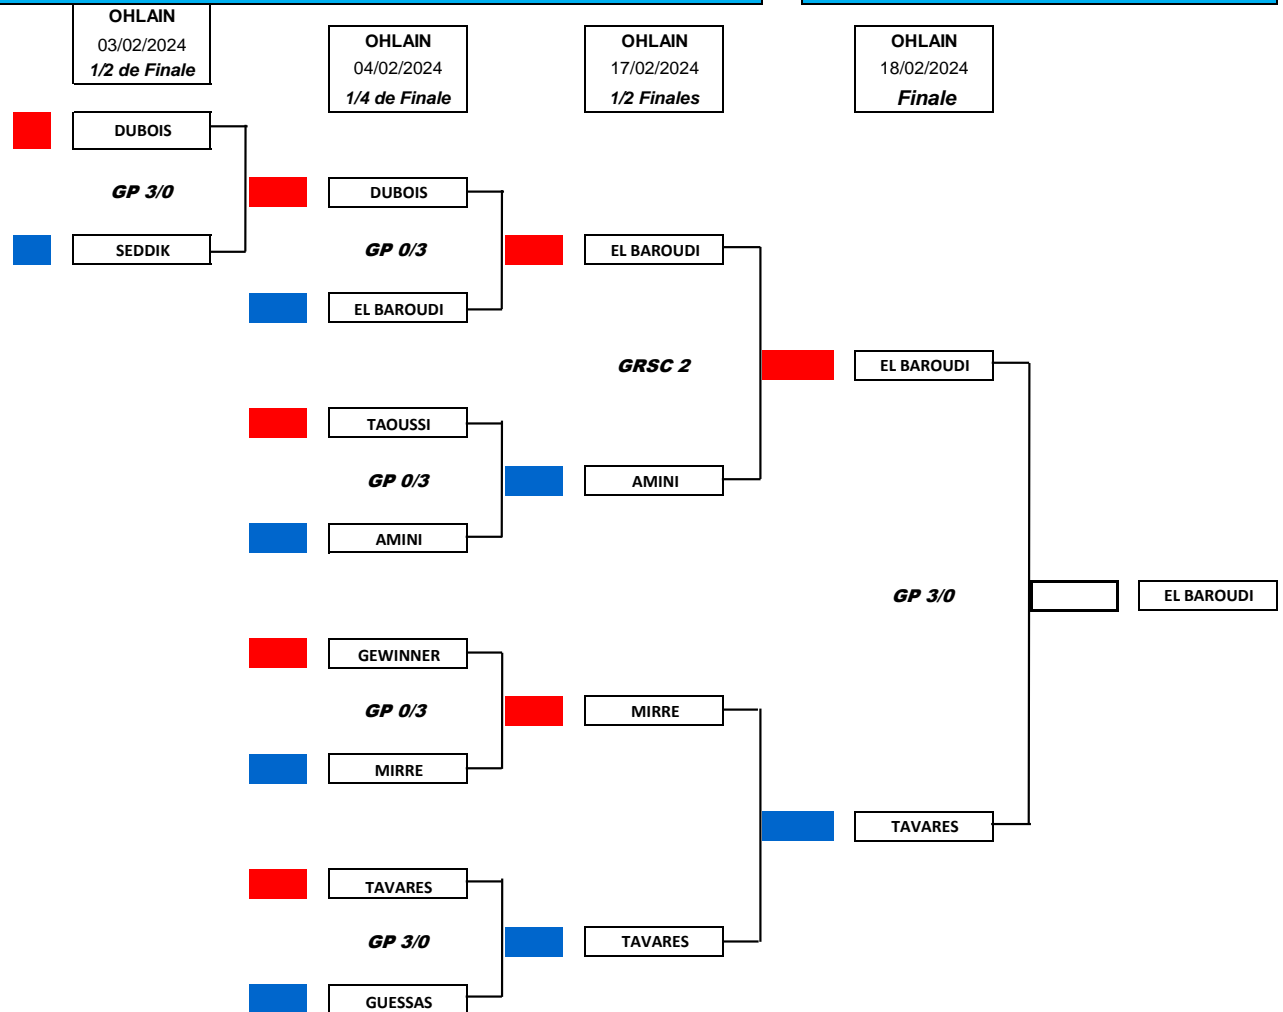 OHLAIN
03/02/2024
1/2 de Finale
OHLAIN
04/02/2024
1/4 de Finale
OHLAIN
17/02/2024
1/2 Finales
OHLAIN
18/02/2024
Finale
DUBOIS
GP 3/0
SEDDIK
DUBOIS
GP 0/3
EL BAROUDI
TAOUSSI
GP 0/3
AMINI
GEWINNER
GP 0/3
MIRRE
TAVARES
GP 3/0
GUESSAS
EL BAROUDI
GRSC 2
AMINI
MIRRE
TAVARES
EL BAROUDI
GP 3/0
TAVARES
EL BAROUDI